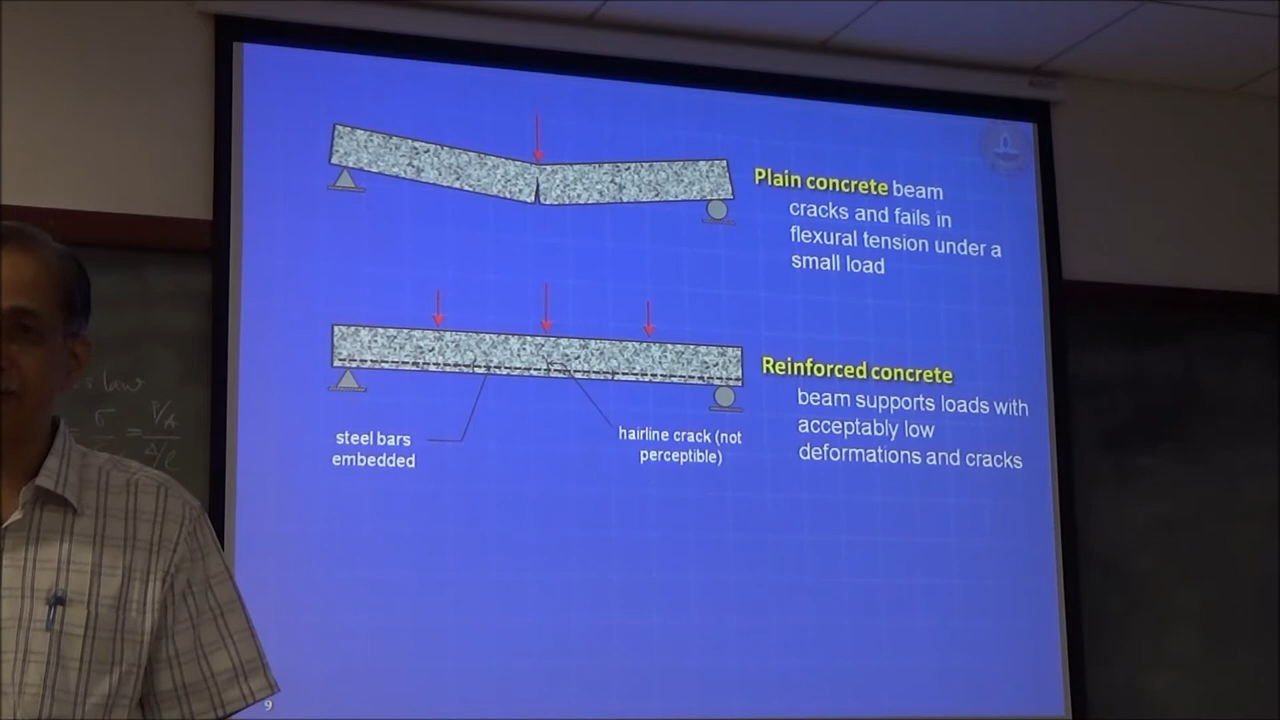 Plain concrete beam
cracks and fails in
flexural tension under a
small load
Reinforced concrete
beam supports loads with
acceptably low
deformations and cracks
steel bars
embedded
hairline crack (not
perceptible)
law
9